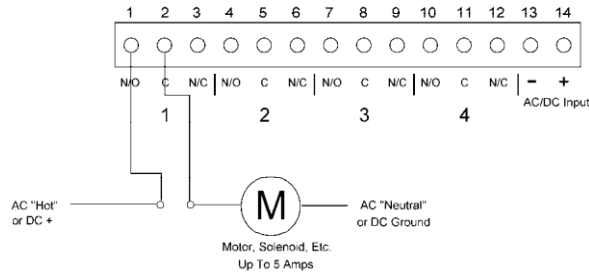 1 2 3 4 5 6 7 8 9 10 11 12 13 14
N/O C N/C N/O C N/C N/O C N/C N/O C N/C − +
AC/DC Input
1 2 3 4
AC "Hot"
or DC +
M
AC "Neutral"
or DC Ground
Motor, Solenoid, Etc.
Up To 5 Amps